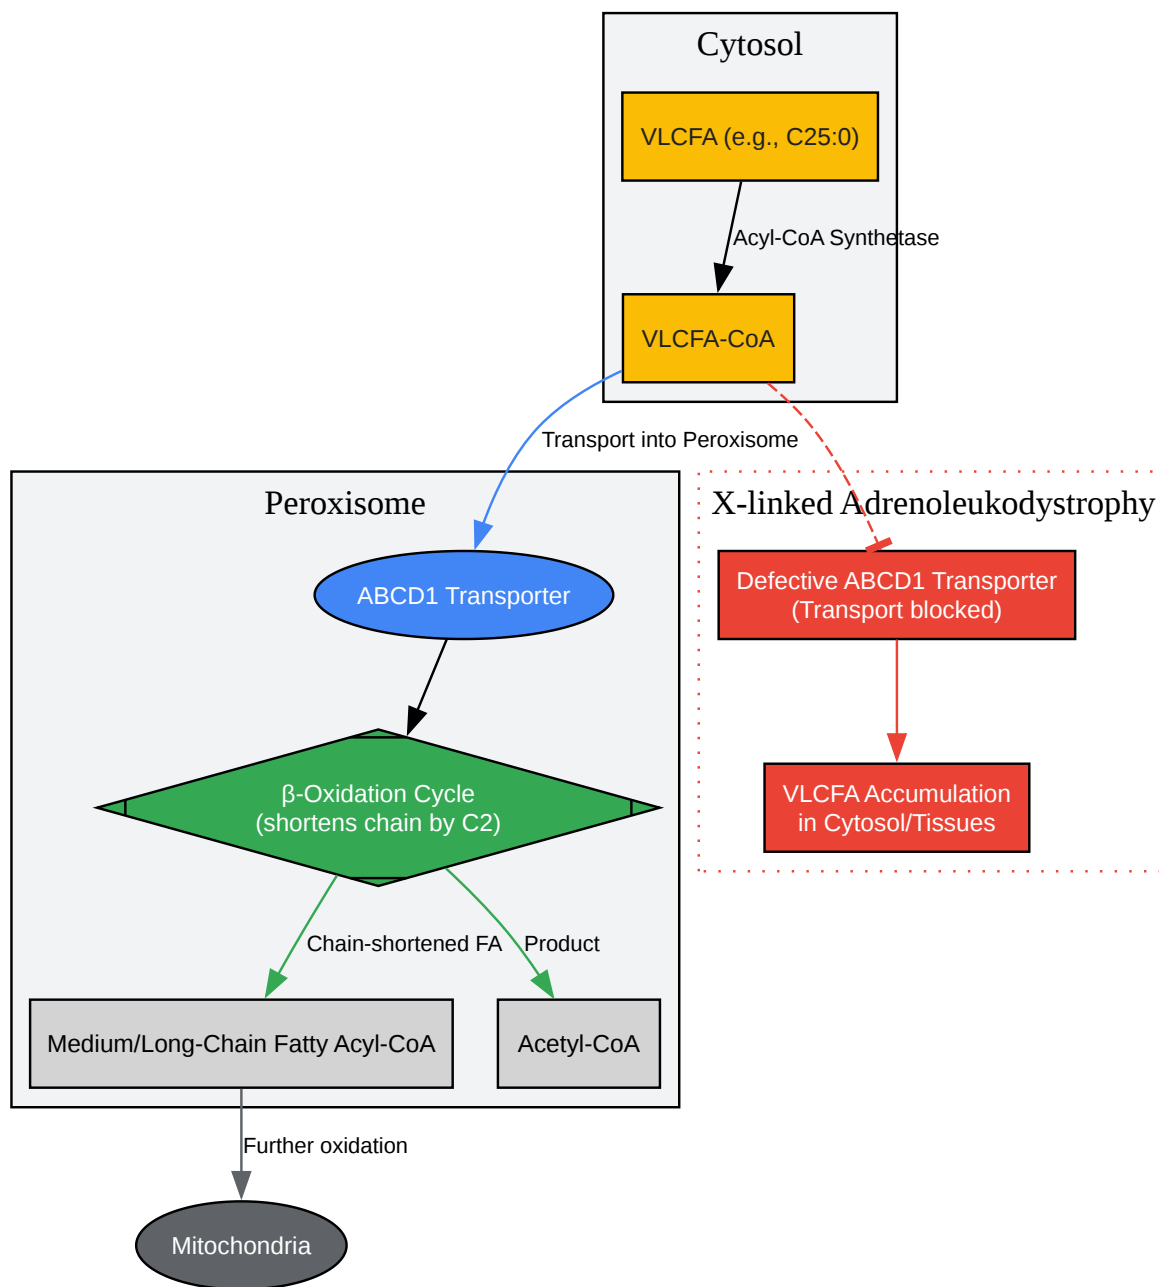 Cytosol
VLCFA (e.g., C25:0)
Acyl-CoA Synthetase
VLCFA-CoA
Transport into Peroxisome
Peroxisome
ABCD1 Transporter
β-Oxidation Cycle
(shortens chain by C2)
Chain-shortened FA
Product
Medium/Long-Chain Fatty Acyl-CoA
Acetyl-CoA
Further oxidation
Mitochondria
X-linked Adrenoleukodystrophy
Defective ABCD1 Transporter
(Transport blocked)
VLCFA Accumulation
in Cytosol/Tissues